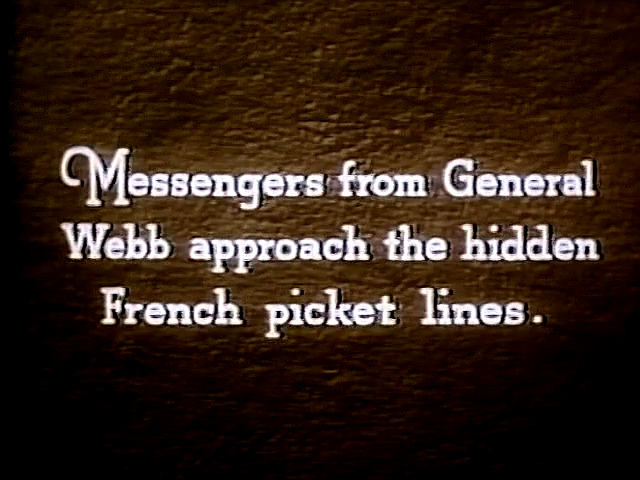 Messengers from General
Webb approach the hidden
French picket lines.